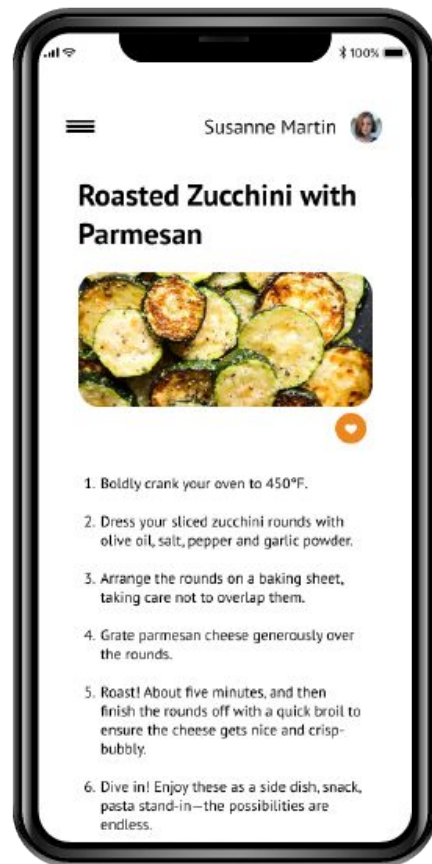 100%
Susanne Martin
Roasted Zucchini with
Parmesan
1. Boldly crank your oven to 450°F.
2. Dress your sliced zucchini rounds with
olive oil, salt, pepper and garlic powder.
3. Arrange the rounds on a baking sheet,
taking care not to overlap them.
4. Grate parmesan cheese generously over
the rounds.
5. Roast! About five minutes, and then
finish the rounds off with a quick broil to
ensure the cheese gets nice and crisp-
bubbly.
6. Dive in! Enjoy these as a side dish, snack,
pasta stand-in—the possibilities are
endless.